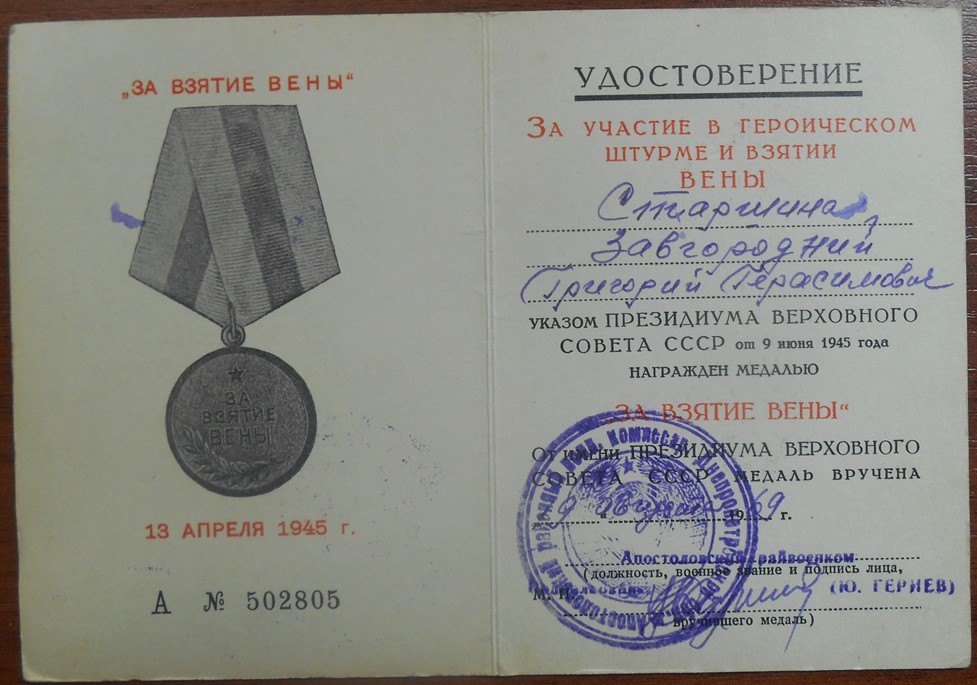 „ЗА ВЗЯТИЕ ВЕНЫ“
ЗА
ВЗЯТИЕ
ВЕНЫ
13 АПРЕЛЯ 1945 г.
А № 502805
УДОСТОВЕРЕНИЕ
ЗА УЧАСТИЕ В ГЕРОИЧЕСКОМ
ШТУРМЕ И ВЗЯТИИ
ВЕНЫ
Старшина
Завгородний
Григорий Герасимович
УКАЗОМ ПРЕЗИДИУМА ВЕРХОВНОГО
СОВЕТА СССР от 9 июня 1945 года
НАГРАЖДЕН МЕДАЛЬЮ
„ЗА ВЗЯТИЕ ВЕНЫ“
От имени ПРЕЗИДИУМА ВЕРХОВНОГО
СОВЕТА СССР МЕДАЛЬ ВРУЧЕНА
1969 г.
Апостоловский райвоенком
(должность, военное звание и подпись лица,
М. П. (Ю. ГЕРИЕВ)
вручившего медаль)